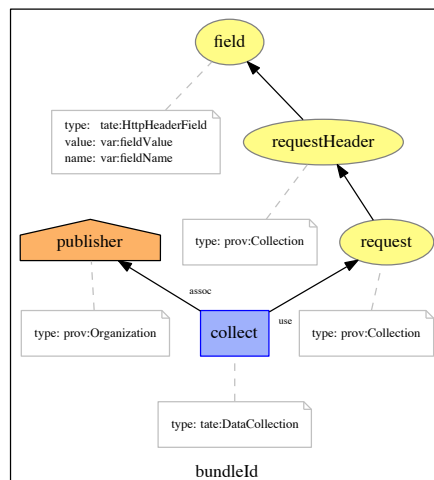 field
type: tate:HttpHeaderField
value: var:fieldValue
name: var:fieldName
requestHeader
type: prov:Collection
publisher
request
assoc
use
collect
type: prov:Organization
type: prov:Collection
type: tate:DataCollection
bundleId